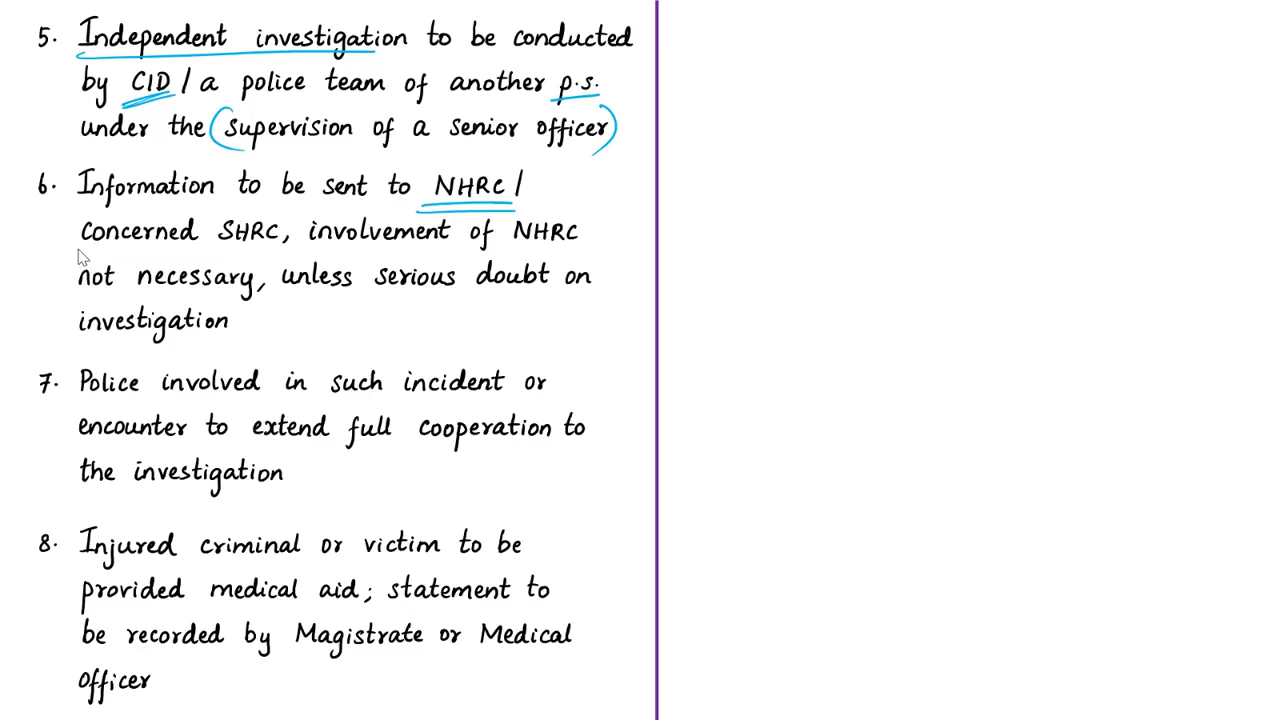 5. Independent investigation to be conducted
by CID / a police team of another p.s.
under the (supervision of a senior officer)
6. Information to be sent to NHRC /
concerned SHRC, involvement of NHRC
not necessary, unless serious doubt on
investigation
7. Police involved in such incident or
encounter to extend full cooperation to
the investigation
8. Injured criminal or victim to be
provided medical aid; statement to
be recorded by Magistrate or Medical
officer